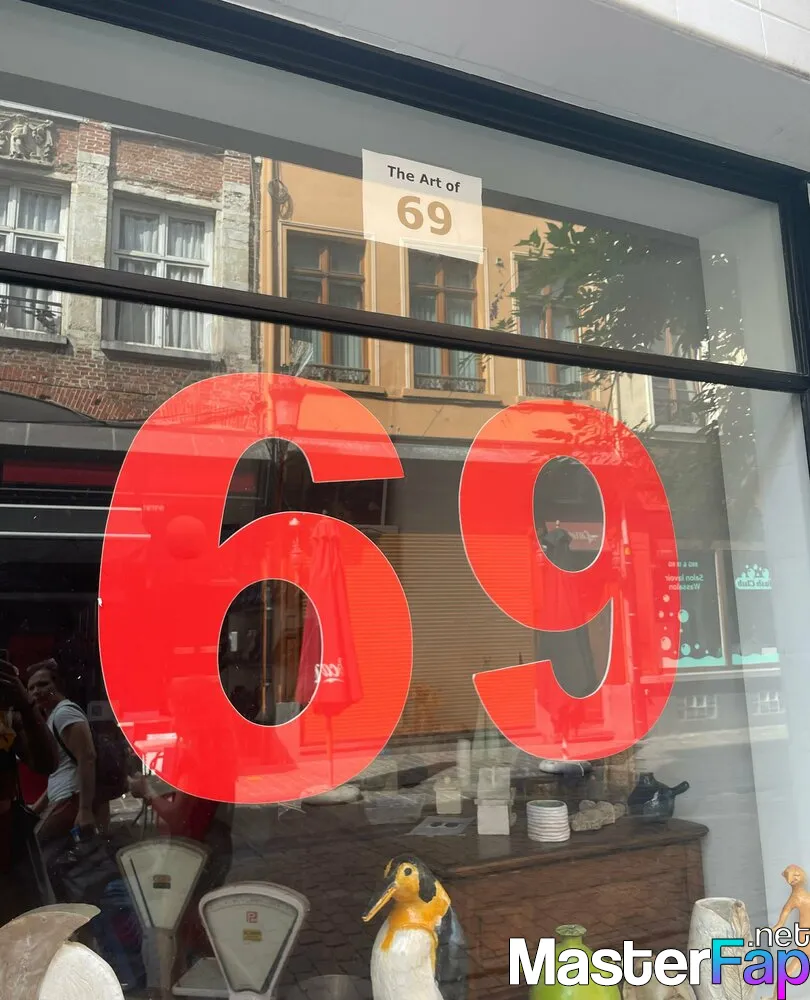 The Art of
69
69
MasterFap
.net